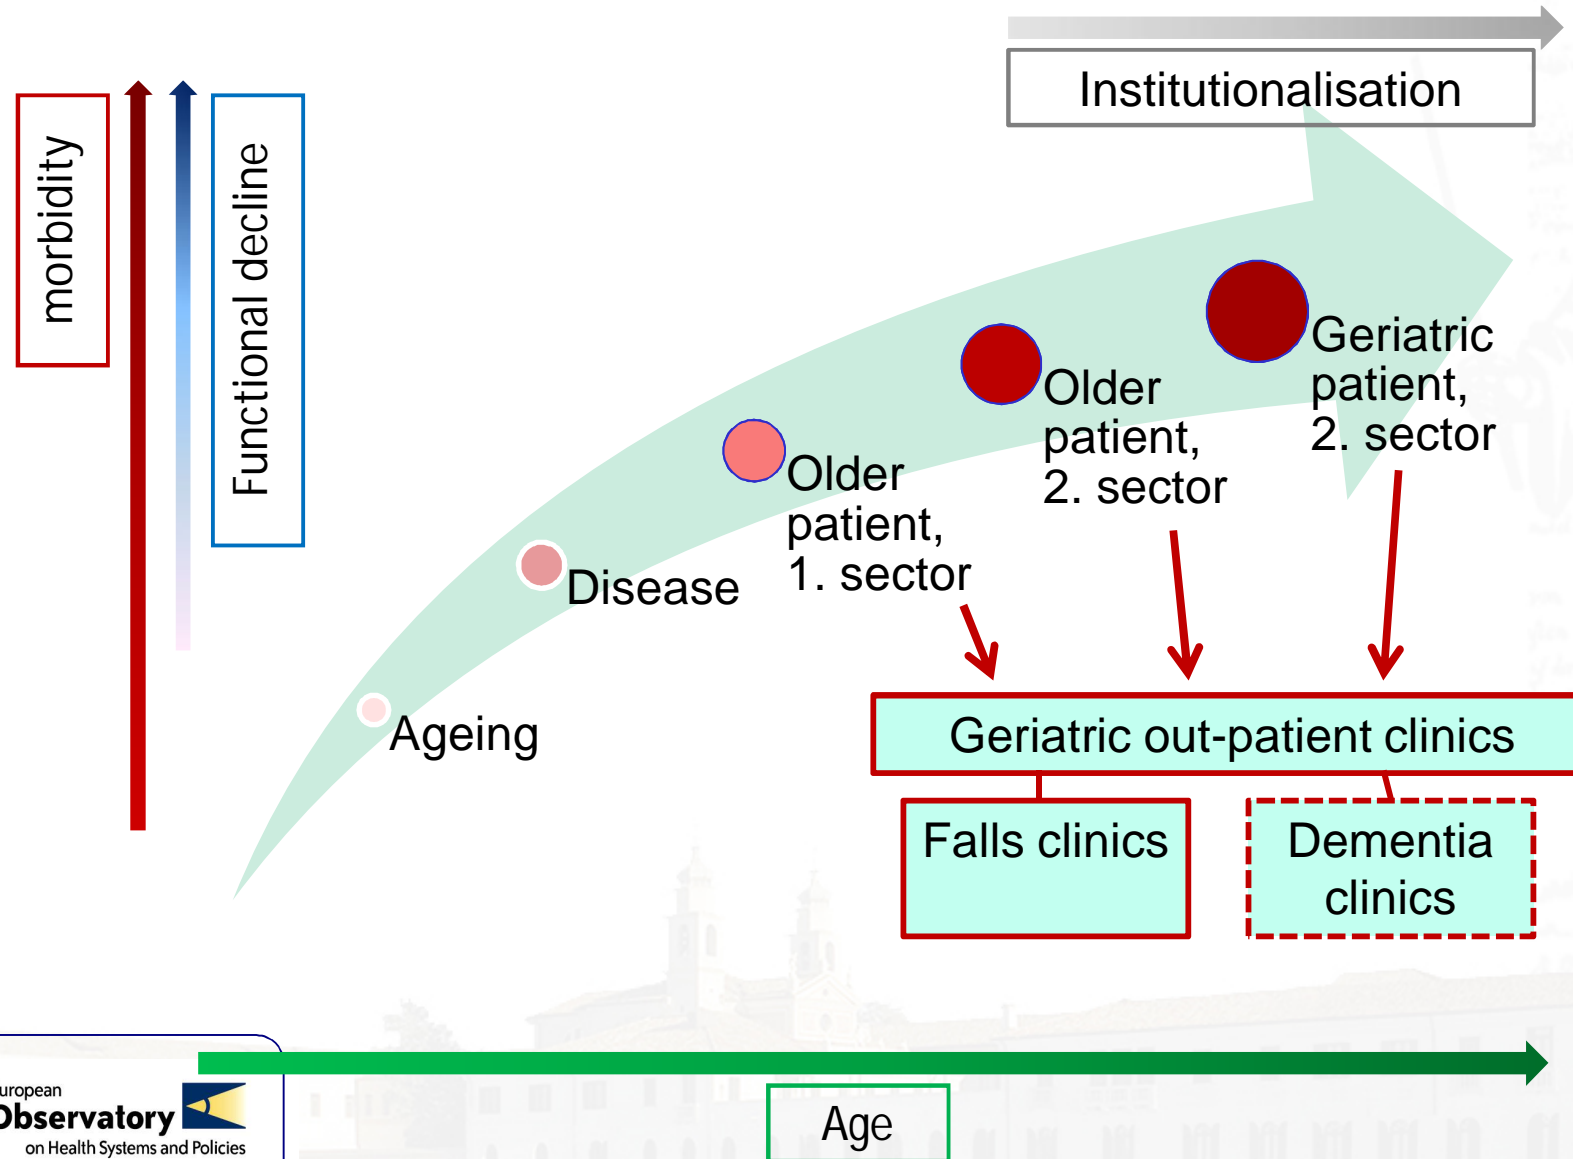 Institutionalisation
morbidity
Functional decline
Geriatric
patient,
2. sector
Older
patient,
2. sector
Older
patient,
1. sector
Disease
Ageing
Geriatric out-patient clinics
Falls clinics
Dementia
clinics
Age
uropean
Observatory
on Health Systems and Policies